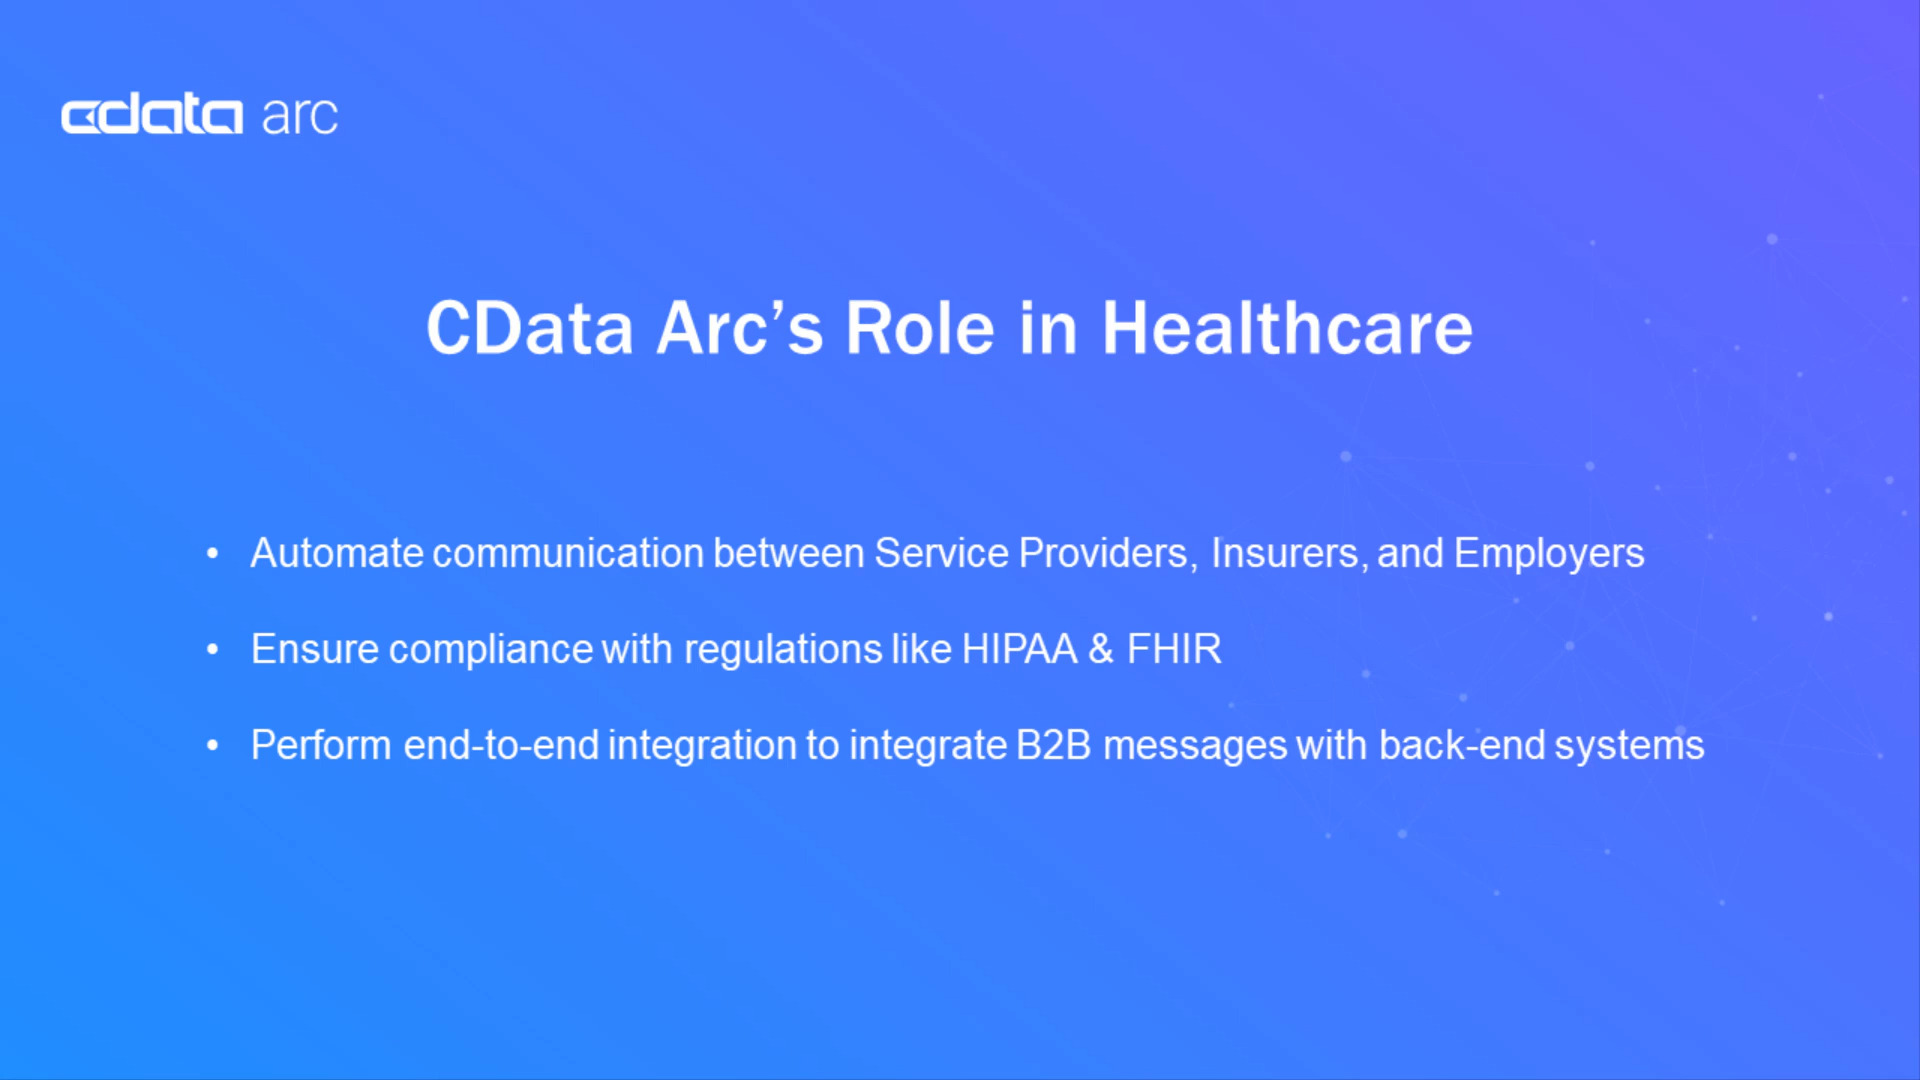 cdata arc
CData Arc’s Role in Healthcare
• Automate communication between Service Providers, Insurers, and Employers
• Ensure compliance with regulations like HIPAA & FHIR
• Perform end-to-end integration to integrate B2B messages with back-end systems